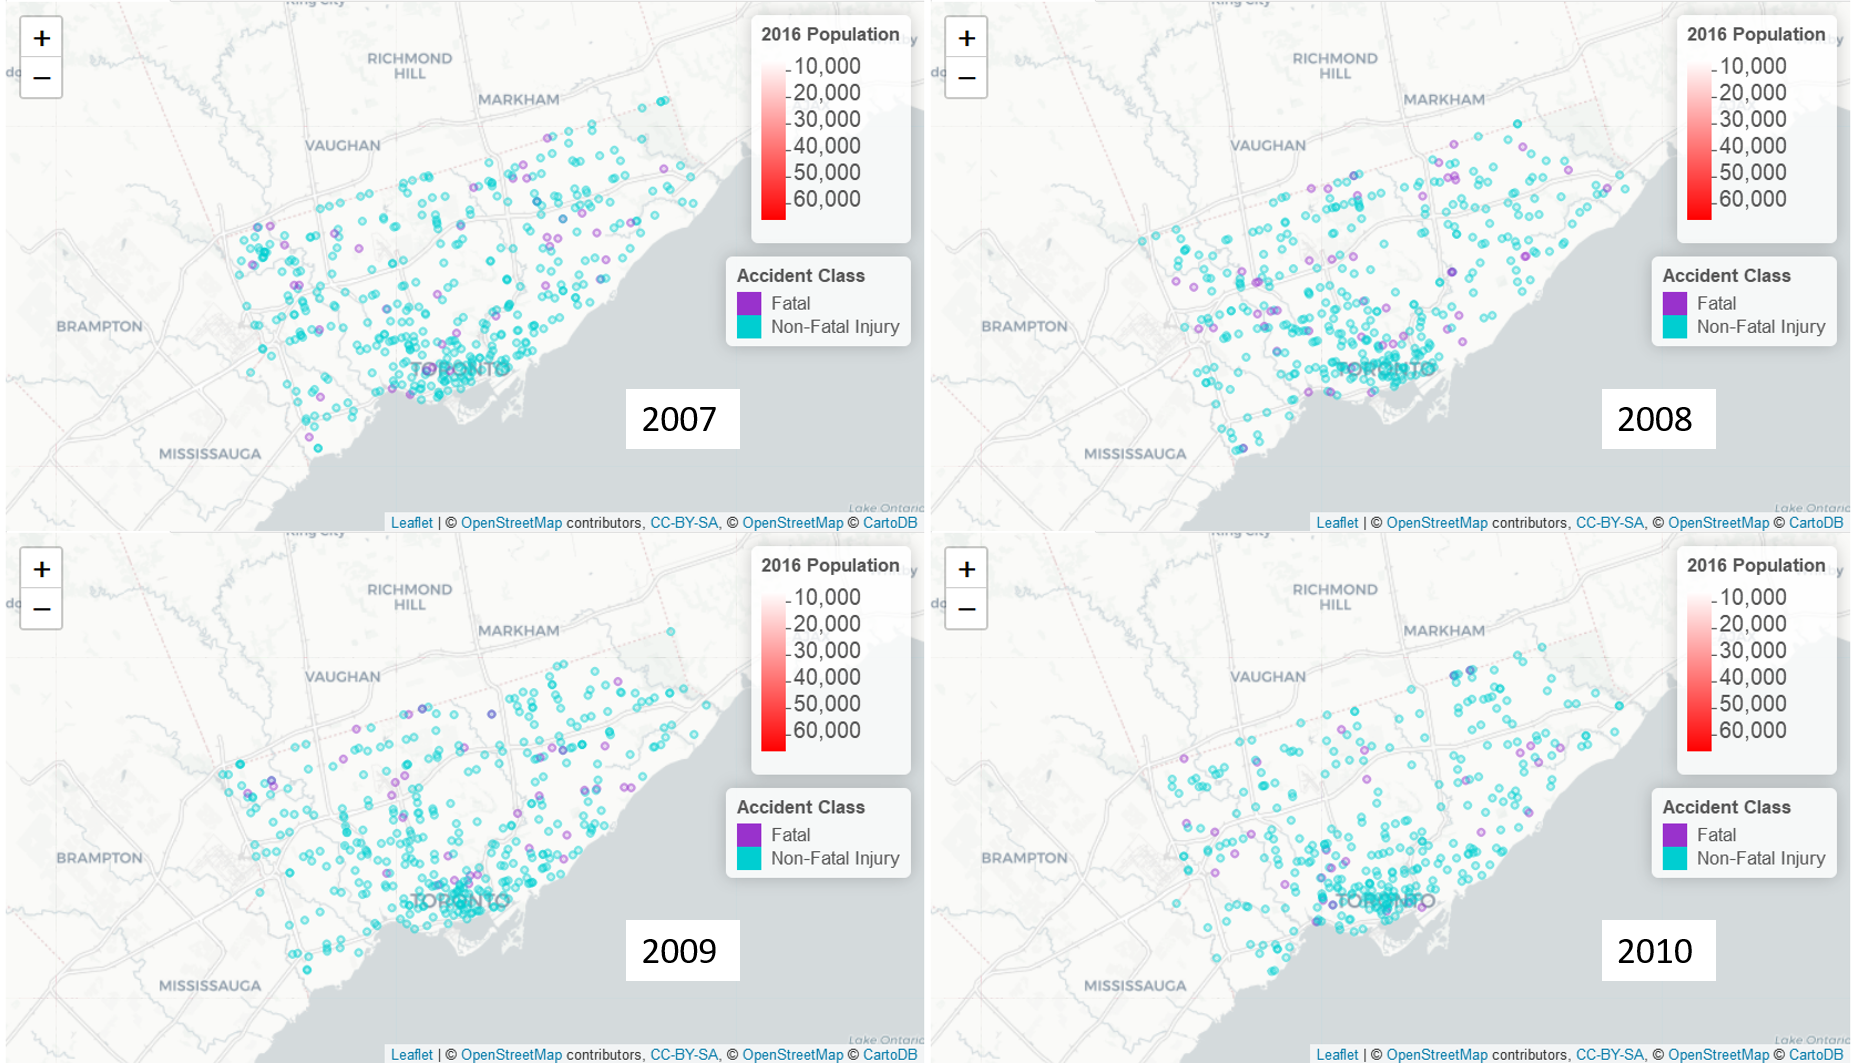 King City
+
−
RICHMOND
HILL
MARKHAM
VAUGHAN
BRAMPTON
TORONTO
MISSISSAUGA
2016 Population
10,000
20,000
30,000
40,000
50,000
60,000
Accident Class
Fatal
Non-Fatal Injury
2007
Lake Ontario
Leaflet | © OpenStreetMap contributors, CC-BY-SA, © OpenStreetMap © CartoDB
King City
+
−
RICHMOND
HILL
MARKHAM
VAUGHAN
BRAMPTON
TORONTO
MISSISSAUGA
2016 Population
10,000
20,000
30,000
40,000
50,000
60,000
Accident Class
Fatal
Non-Fatal Injury
2008
Lake Ontario
Leaflet | © OpenStreetMap contributors, CC-BY-SA, © OpenStreetMap © CartoDB
King City
+
−
RICHMOND
HILL
MARKHAM
VAUGHAN
BRAMPTON
TORONTO
MISSISSAUGA
2016 Population
10,000
20,000
30,000
40,000
50,000
60,000
Accident Class
Fatal
Non-Fatal Injury
2009
Lake Ontario
Leaflet | © OpenStreetMap contributors, CC-BY-SA, © OpenStreetMap © CartoDB
King City
+
−
RICHMOND
HILL
MARKHAM
VAUGHAN
BRAMPTON
TORONTO
MISSISSAUGA
2016 Population
10,000
20,000
30,000
40,000
50,000
60,000
Accident Class
Fatal
Non-Fatal Injury
2010
Lake Ontario
Leaflet | © OpenStreetMap contributors, CC-BY-SA, © OpenStreetMap © CartoDB